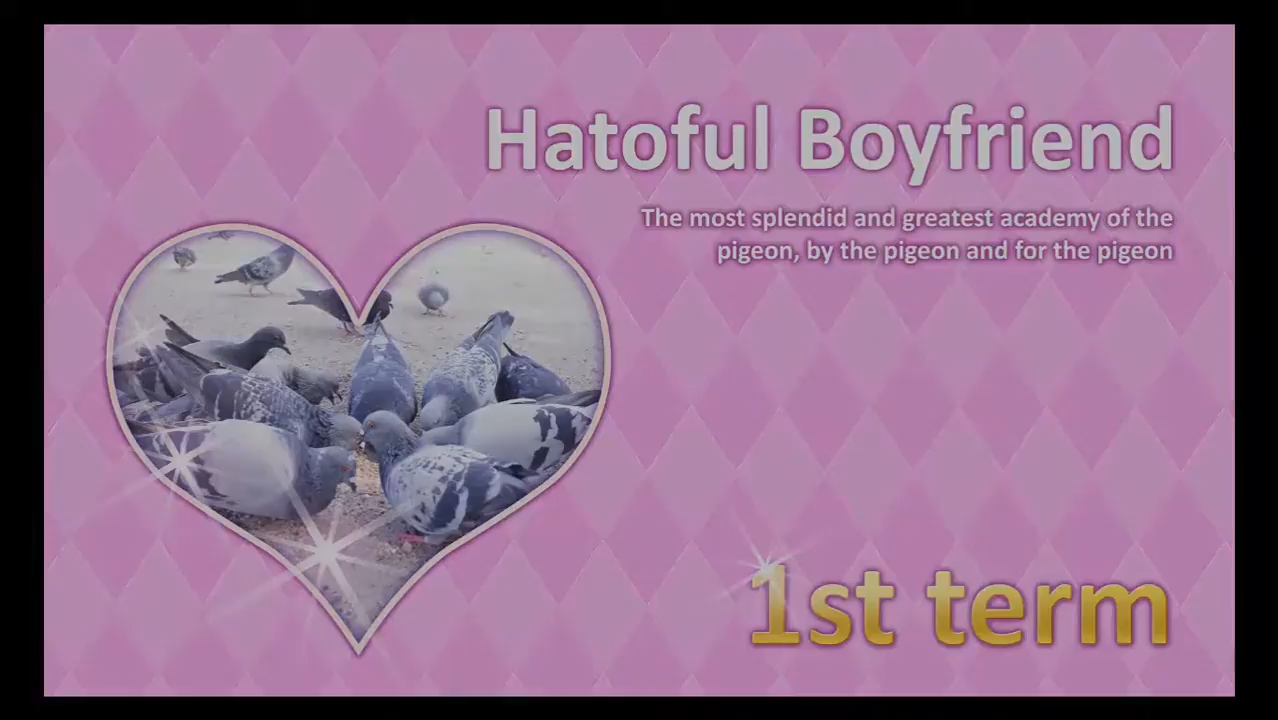 Hatoful Boyfriend
The most splendid and greatest academy of the
pigeon, by the pigeon and for the pigeon
1st term